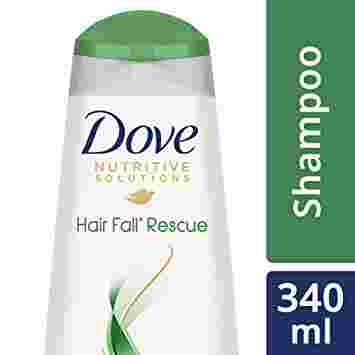 Dove
NUTRITIVE
SOLUTIONS
Hair Fall* Rescue
Shampoo
340
ml